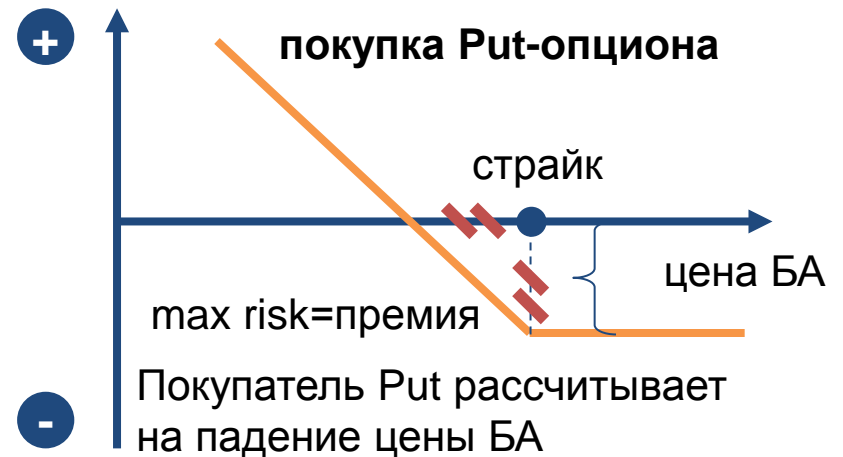 +
покупка Put-опциона
страйк
цена БА
max risk=премия
Покупатель Put рассчитывает
на падение цены БА
-